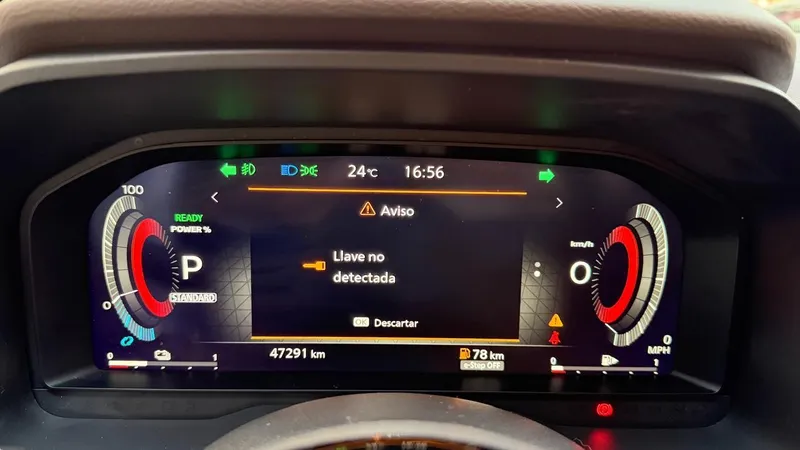 24°C 16:56
100
Aviso
READY
POWER %
km/h
Llave no
P
0
detectada
STANDARD
0
OK Descartar
0
MPH
47291 km
78 km
e-Step OFF
0 1
0 1